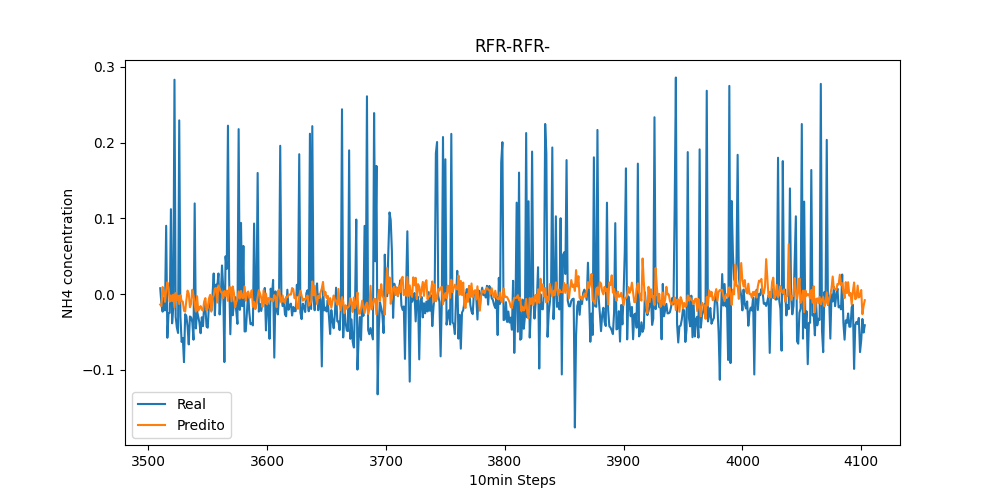 RFR-RFR-
NH4 concentration
0.3
0.2
0.1
0.0
−0.1
Real
Predito
3500 3600 3700 3800 3900 4000 4100
10min Steps